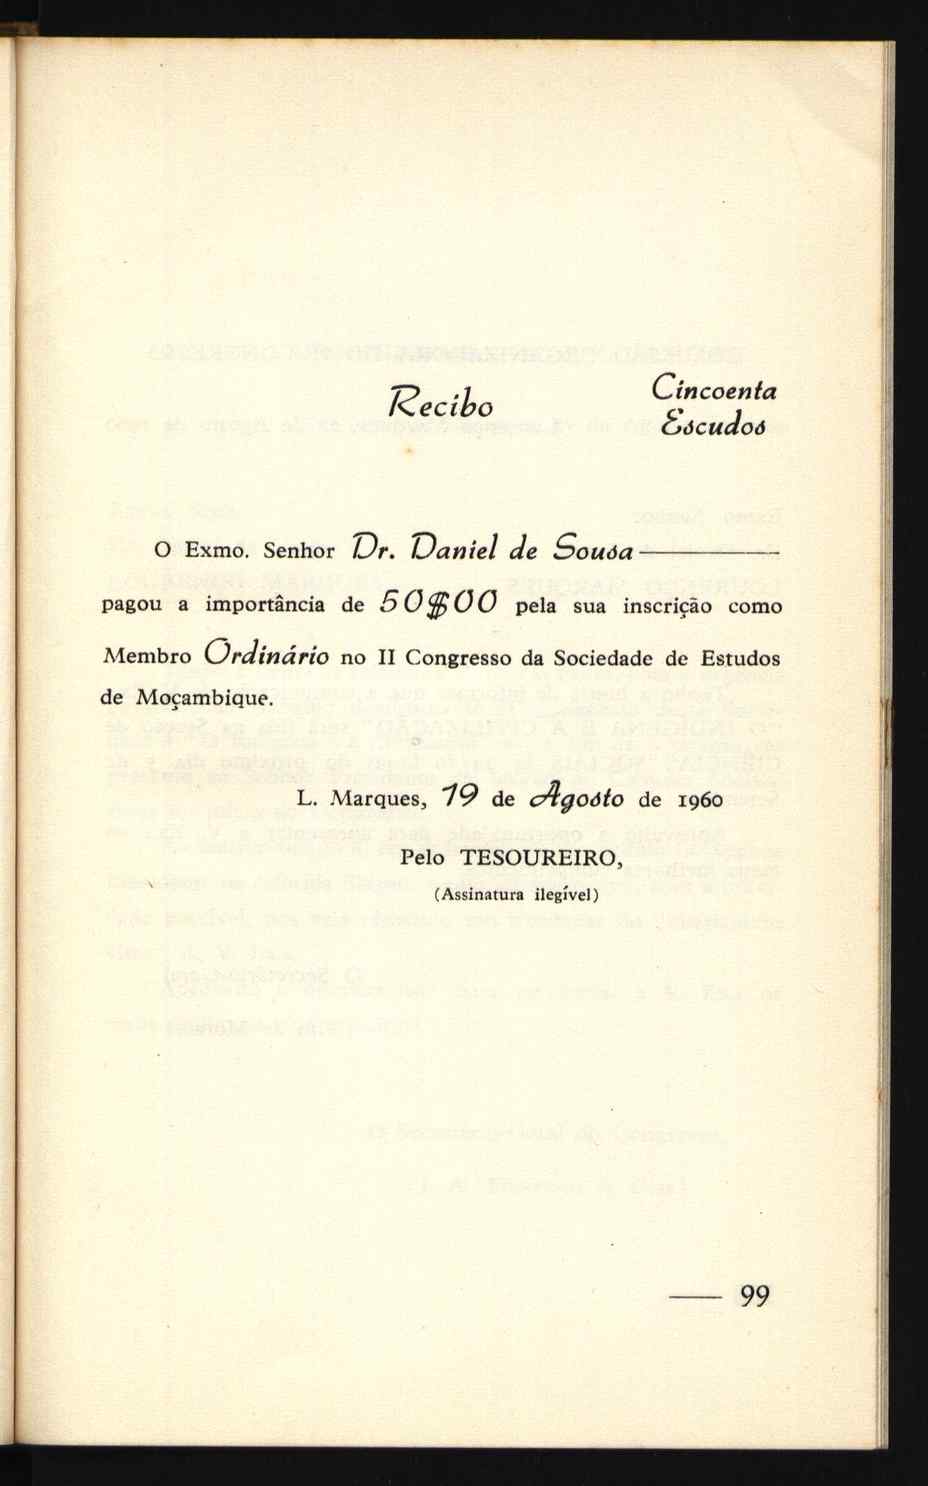 Recibo
Cincoenta
Escudos
O Exmo. Senhor Dr. Daniel de Sousa
pagou a importância de 50$00 pela sua inscrição como
Membro Ordinário no II Congresso da Sociedade de Estudos
de Moçambique.
L. Marques, 19 de Agosto de 1960
Pelo TESOUREIRO,
(Assinatura ilegível)
— 99